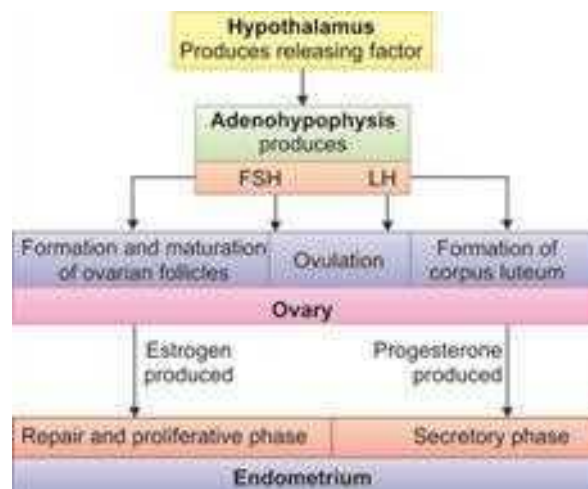 Hypothalamus
Produces releasing factor
Adenohypophysis
produces
FSH LH
Formation and maturation
of ovarian follicles
Ovulation
Formation of
corpus luteum
Ovary
Estrogen
produced
Progesterone
produced
Repair and proliferative phase
Secretory phase
Endometrium